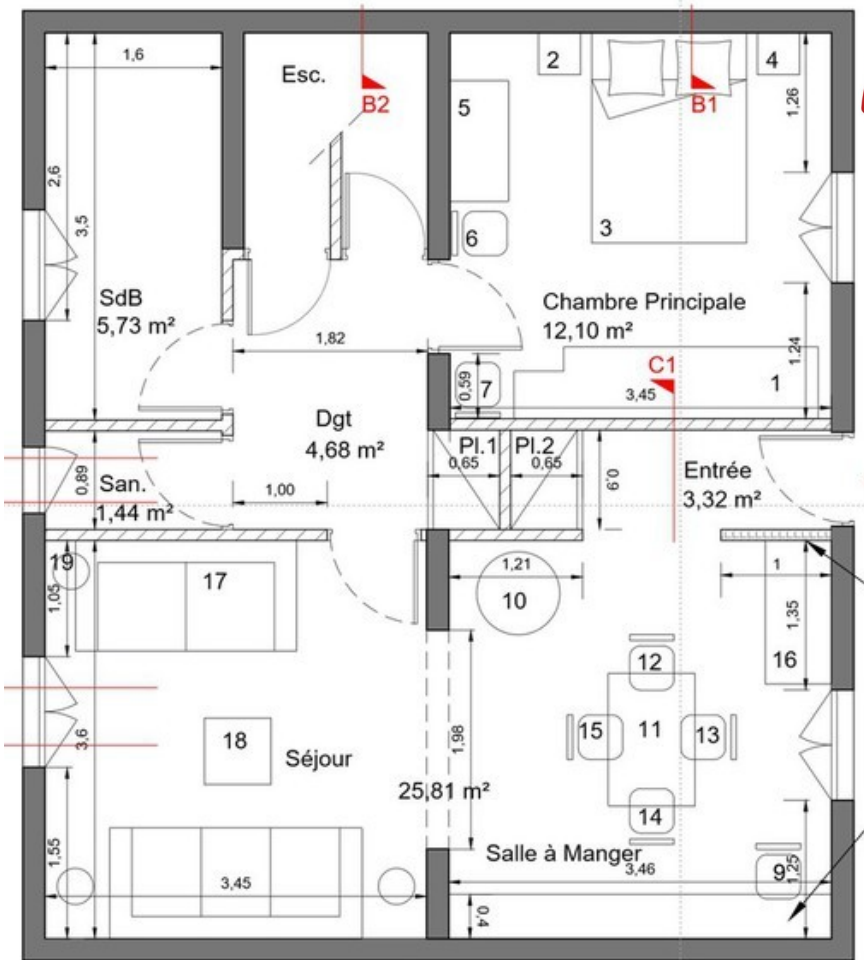 1,6
Esc.
B2
2
4
B1
5
1,26
2,6
3,5
6
3
SdB
5,73 m²
Chambre Principale
12,10 m²
1,82
1.24
C1
0,59
7
3,45
1
Dgt
4,68 m²
Pl.1
Pl.2
0,65
0,65
0,89
San.
1,44 m²
1,00
0.9
Entrée
3,32 m²
19
17
1,05
1,21
10
1
1,35
16
12
15
11
13
14
18
3,6
Séjour
1,98
25,81 m²
1,55
3,45
Salle à Manger
3,46
9
1,25
0.4